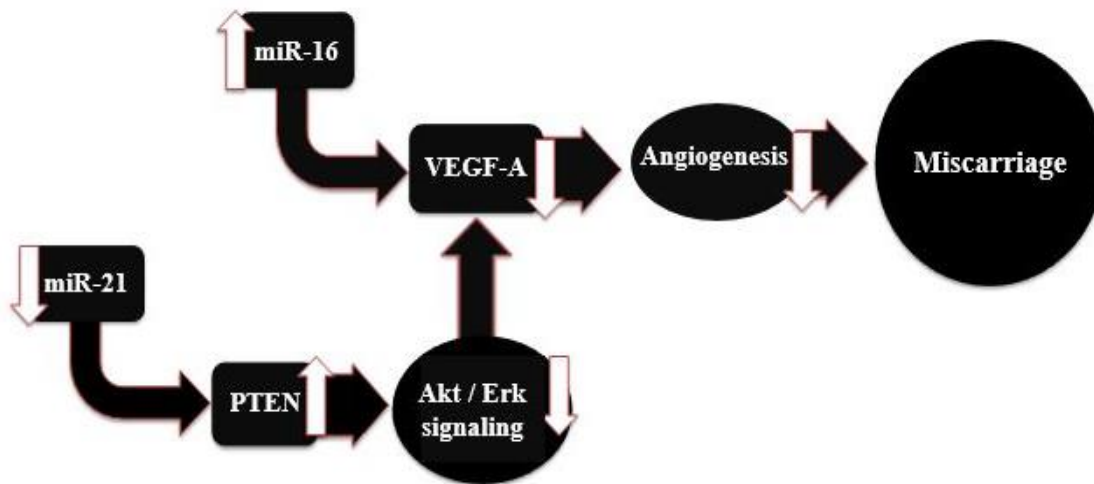 miR-16
VEGF-A
Angiogenesis
Miscarriage
miR-21
PTEN
Akt / Erk
signaling